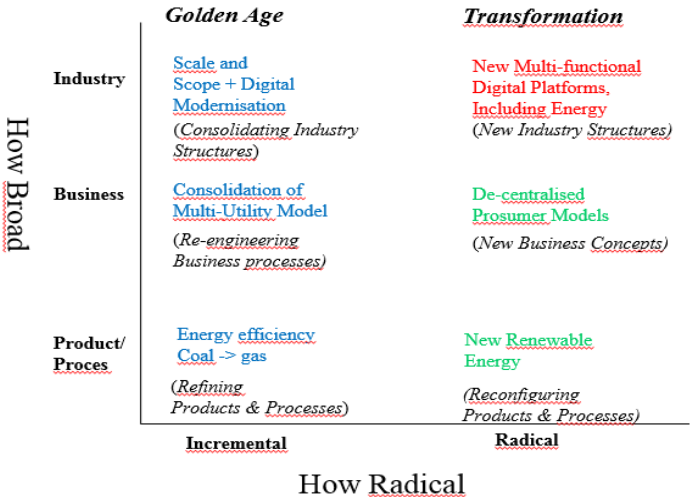 Golden Age
Transformation
How Broad
Industry
Scale and
Scope + Digital
Modernisation
(Consolidating Industry
Structures)
New Multi-functional
Digital Platforms,
Including Energy
(New Industry Structures)
Business
Consolidation of
Multi-Utility Model
(Re-engineering
Business processes)
De-centralised
Prosumer Models
(New Business Concepts)
Product/
Proces
Energy efficiency
Coal -> gas
(Refining
Products & Processes)
New Renewable
Energy
(Reconfiguring
Products & Processes)
Incremental
Radical
How Radical